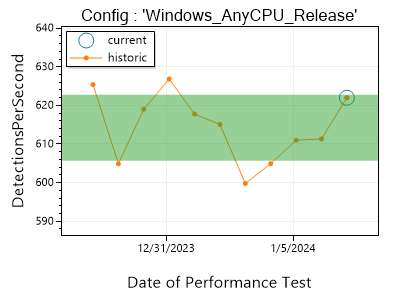 Config : 'Windows_AnyCPU_Release'
current
historic
DetectionsPerSecond
640
630
620
610
600
590
12/31/2023
1/5/2024
Date of Performance Test